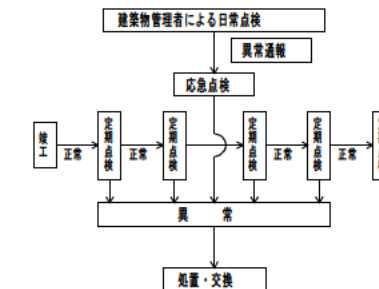 建築物管理者による日常点検
異常通報
応急点検
竣工
正常
定期点検
正常
定期点検
定期点検
正常
定期点検
正常
異 常
処置・交換